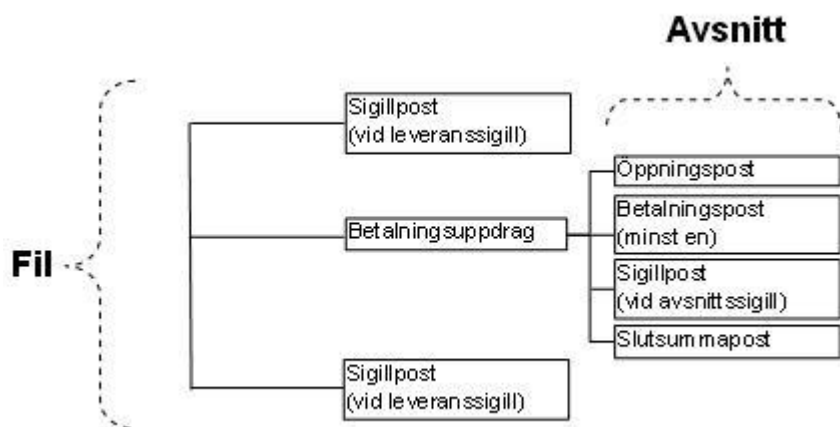 Avsnitt
Sigillpost
(vid leveranssigill)
Öppningspost
Betalningspost
(minst en)
Betalningsuppdrag
Fil
Sigillpost
(vid avsnittssigill)
Slutsummapost
Sigillpost
(vid leveranssigill)